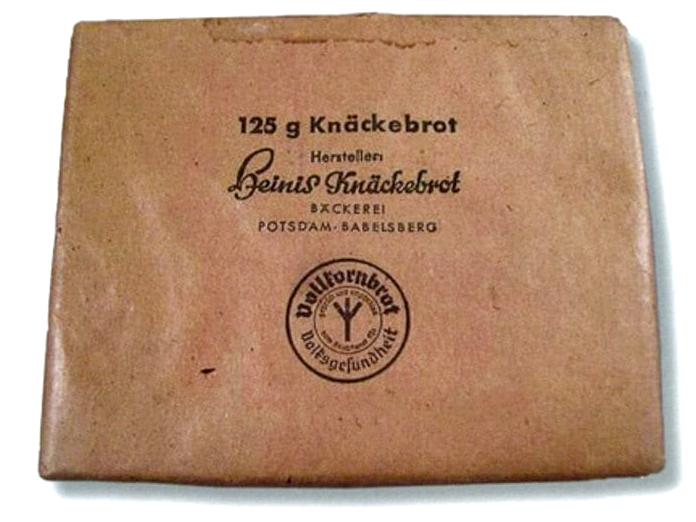 125 g Knäckebrot
Hersteller:
Heinis Knäckebrot
BÄCKEREI
POTSDAM-BABELSBERG
Vollkornbrot
Volksgesundheit